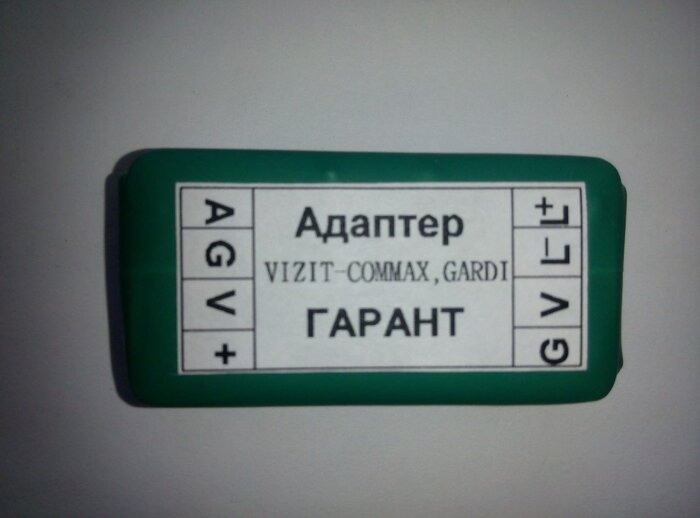 A
G
V
+
Адаптер
VIZIT-COMMAX,GARDI
ГАРАНТ
L+
L-
V
G